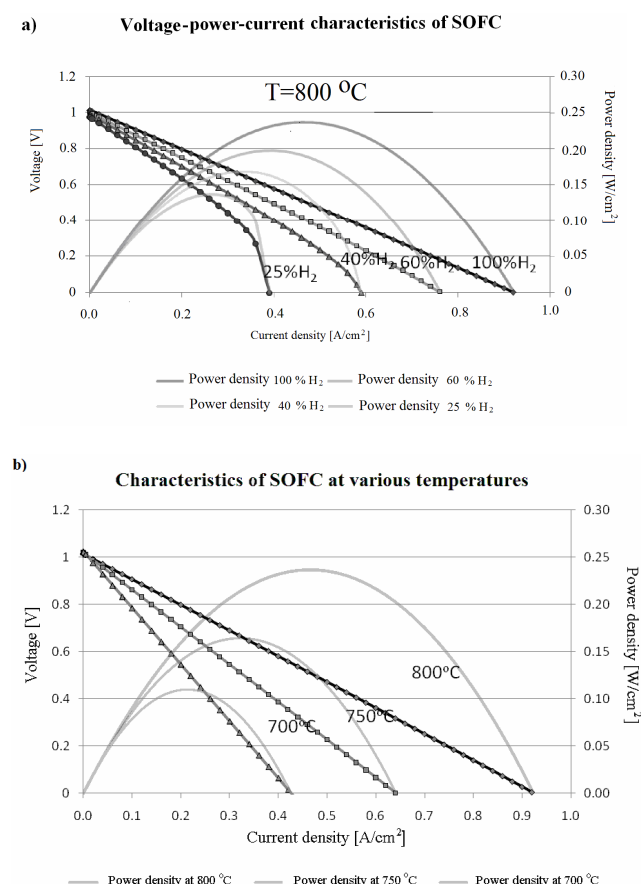 a)
Voltage-power-current characteristics of SOFC
T=800 ⁰C
1.2
1
0.8
0.6
0.4
0.2
0
Voltage [V]
0.30
0.25
0.20
0.15
0.10
0.05
0
Power density [W/cm²]
25%H₂
40%H₂
60%H₂
100%H₂
0.0
0.2
0.4
0.6
0.8
1.0
Current density [A/cm²]
Power density 100 % H₂
Power density 60 % H₂
Power density 40 % H₂
Power density 25 % H₂
b)
Characteristics of SOFC at various temperatures
1.2
1
0.8
0.6
0.4
0.2
0
Voltage [V]
0.30
0.25
0.20
0.15
0.10
0.05
0.00
Power density [W/cm²]
700ºC
750ºC
800ºC
0
0.1
0.2
0.3
0.4
0.5
0.6
0.7
0.8
0.9
1.0
Current density [A/cm²]
Power density at 800 °C
Power density at 750 °C
Power density at 700 °C